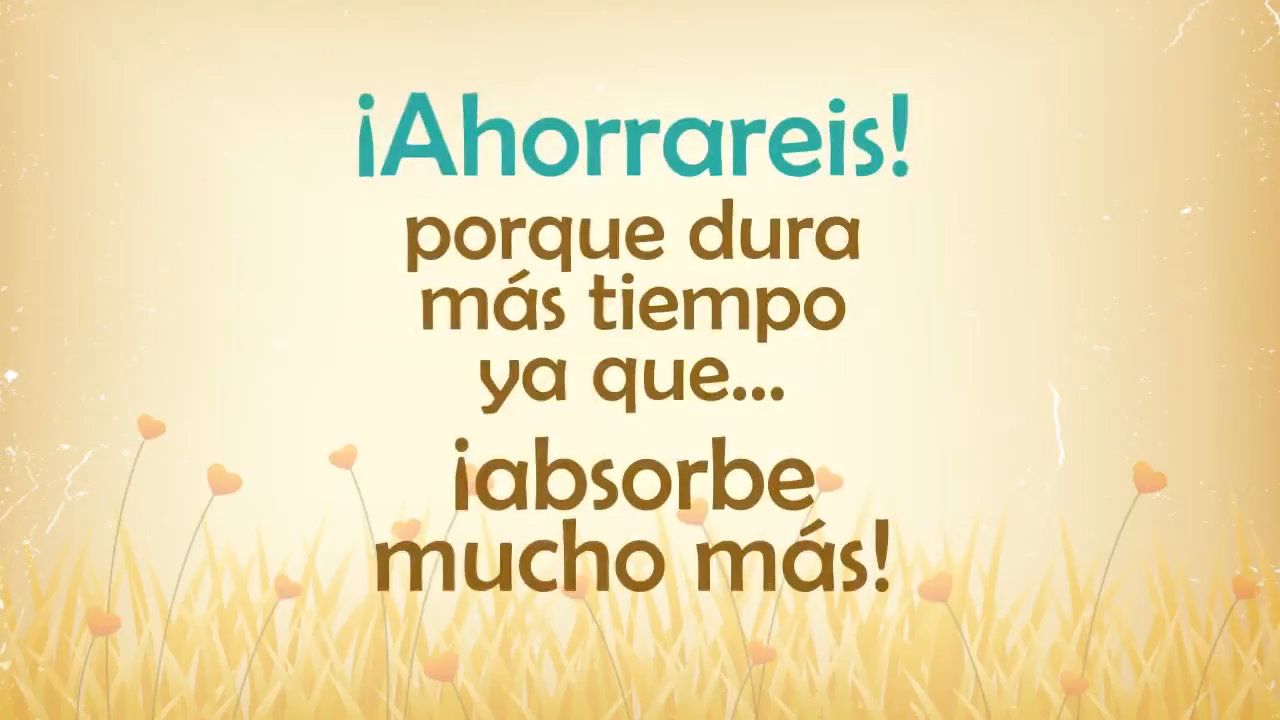 ¡Ahorrareis!
porque dura
más tiempo
ya que...
¡absorbe
mucho más!